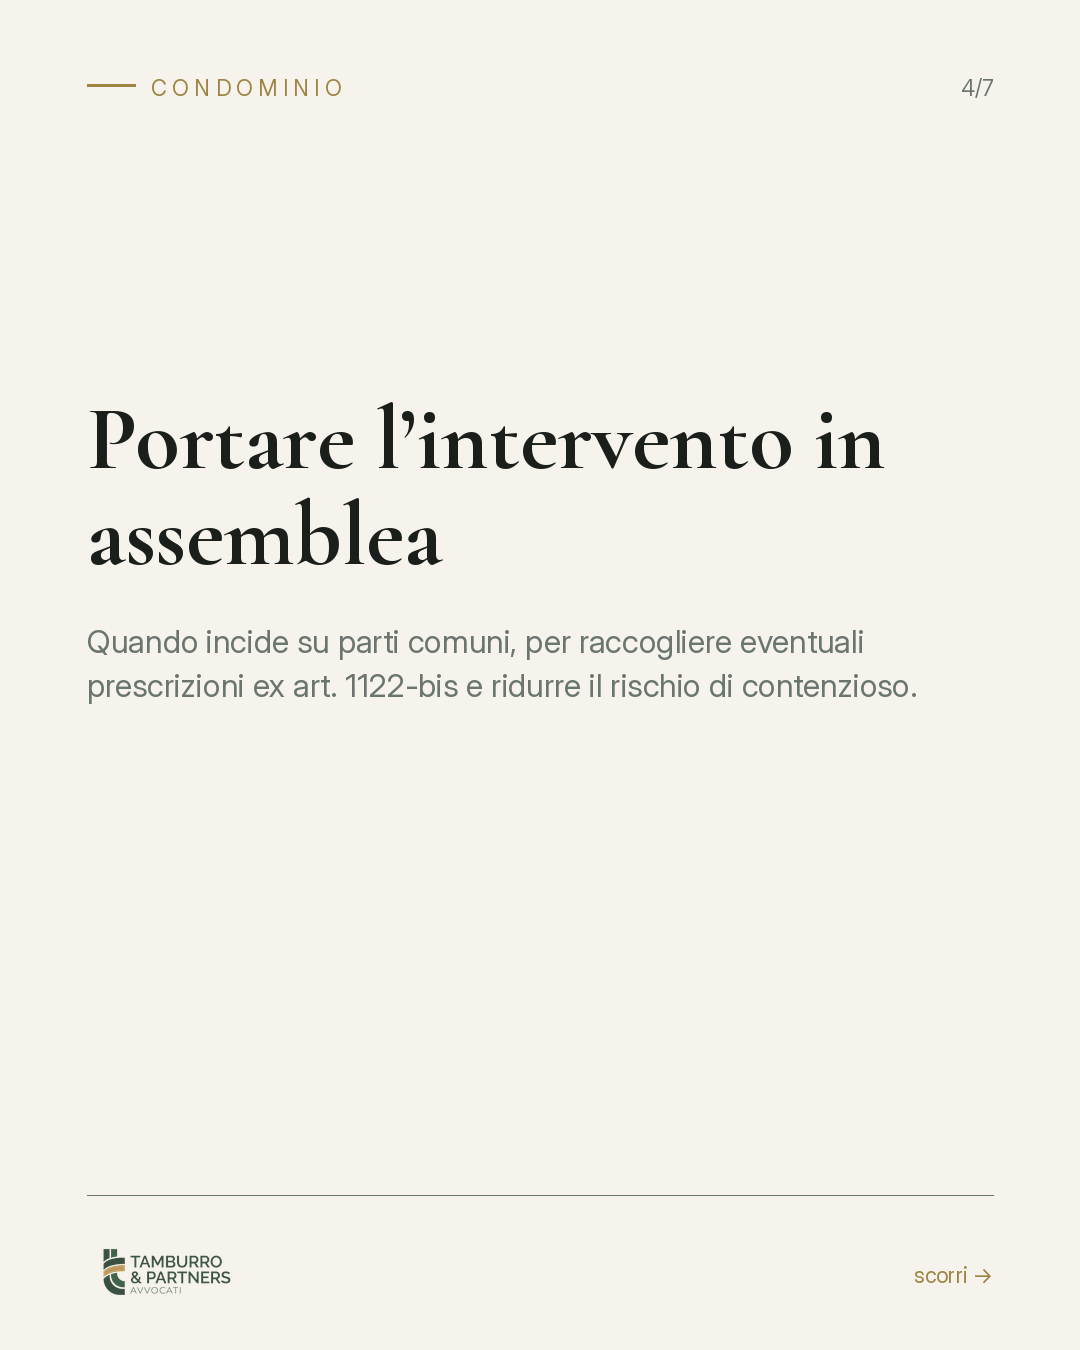 CONDOMINIO
4/7
Portare l’intervento in
assemblea
Quando incide su parti comuni, per raccogliere eventuali
prescrizioni ex art. 1122-bis e ridurre il rischio di contenzioso.
TAMBURRO
& PARTNERS
AVVOCATI
scorri →